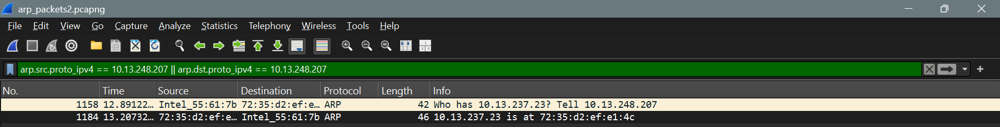 arp_packets2.pcapng
File Edit View Go Capture Analyze Statistics Telephony Wireless Tools Help
arp.src.proto_ipv4 == 10.13.248.207 || arp.dst.proto_ipv4 == 10.13.248.207
No. Time Source Destination Protocol Length Info
1158 12.89122... Intel_55:61:7b 72:35:d2:ef:e... ARP 42 Who has 10.13.237.23? Tell 10.13.248.207
1184 13.20732... 72:35:d2:ef:e... Intel_55:61:7b ARP 46 10.13.237.23 is at 72:35:d2:ef:e1:4c